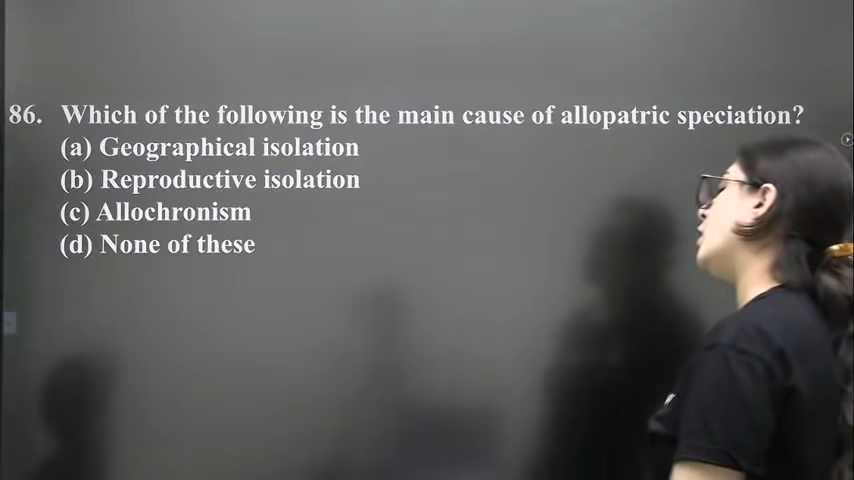 86. Which of the following is the main cause of allopatric speciation?
(a) Geographical isolation
(b) Reproductive isolation
(c) Allochronism
(d) None of these